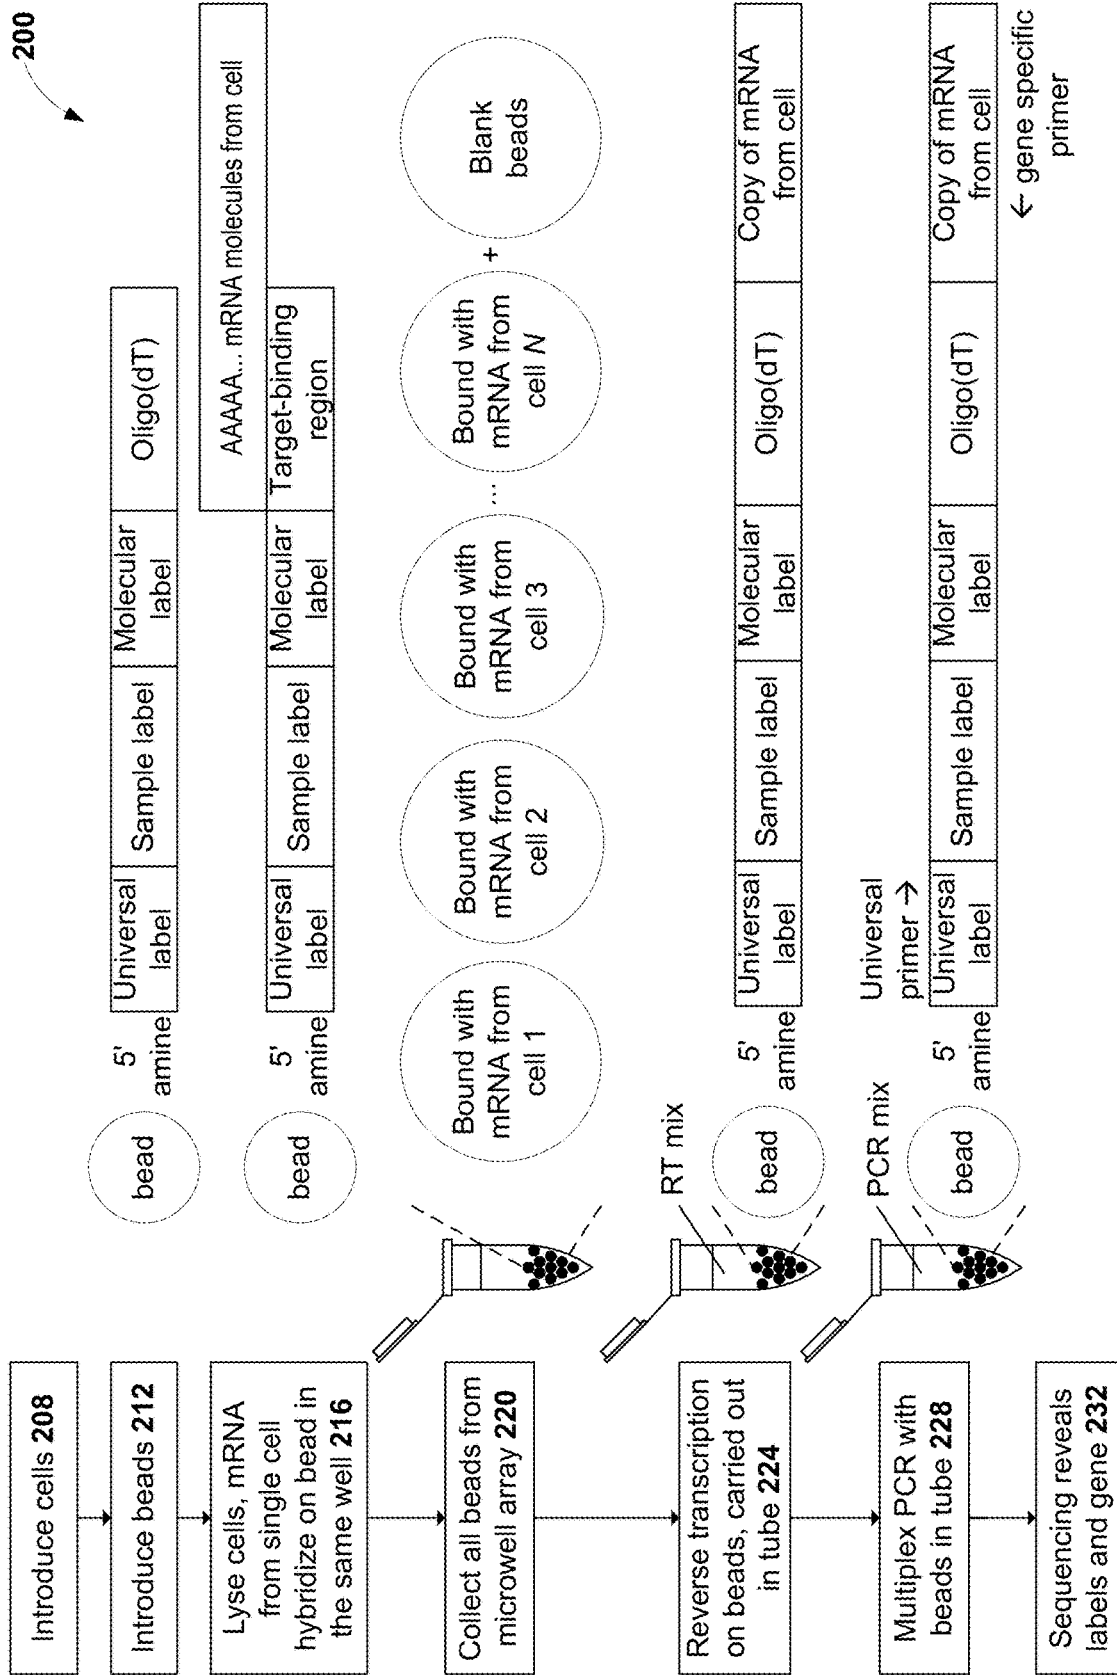 200
Introduce cells 208
Introduce beads 212
bead
5'
amine
Universal
label
Sample label
Molecular
label
Oligo(dT)
Lyse cells, mRNA
from single cell
hybridize on bead in
the same well 216
bead
5'
amine
Universal
label
Sample label
Molecular
label
Target-binding
region
AAAAA... mRNA molecules from cell
Collect all beads from
microwell array 220
Bound with
mRNA from
cell 1
Bound with
mRNA from
cell 2
Bound with
mRNA from
cell 3
...
Bound with
mRNA from
cell N
+
Blank
beads
Reverse transcription
on beads, carried out
in tube 224
RT mix
bead
5'
amine
Universal
label
Sample label
Molecular
label
Oligo(dT)
Copy of mRNA
from cell
Multiplex PCR with
beads in tube 228
PCR mix
bead
5'
amine
Universal
primer →
Universal
label
Sample label
Molecular
label
Oligo(dT)
Copy of mRNA
from cell
← gene specific
primer
Sequencing reveals
labels and gene 232